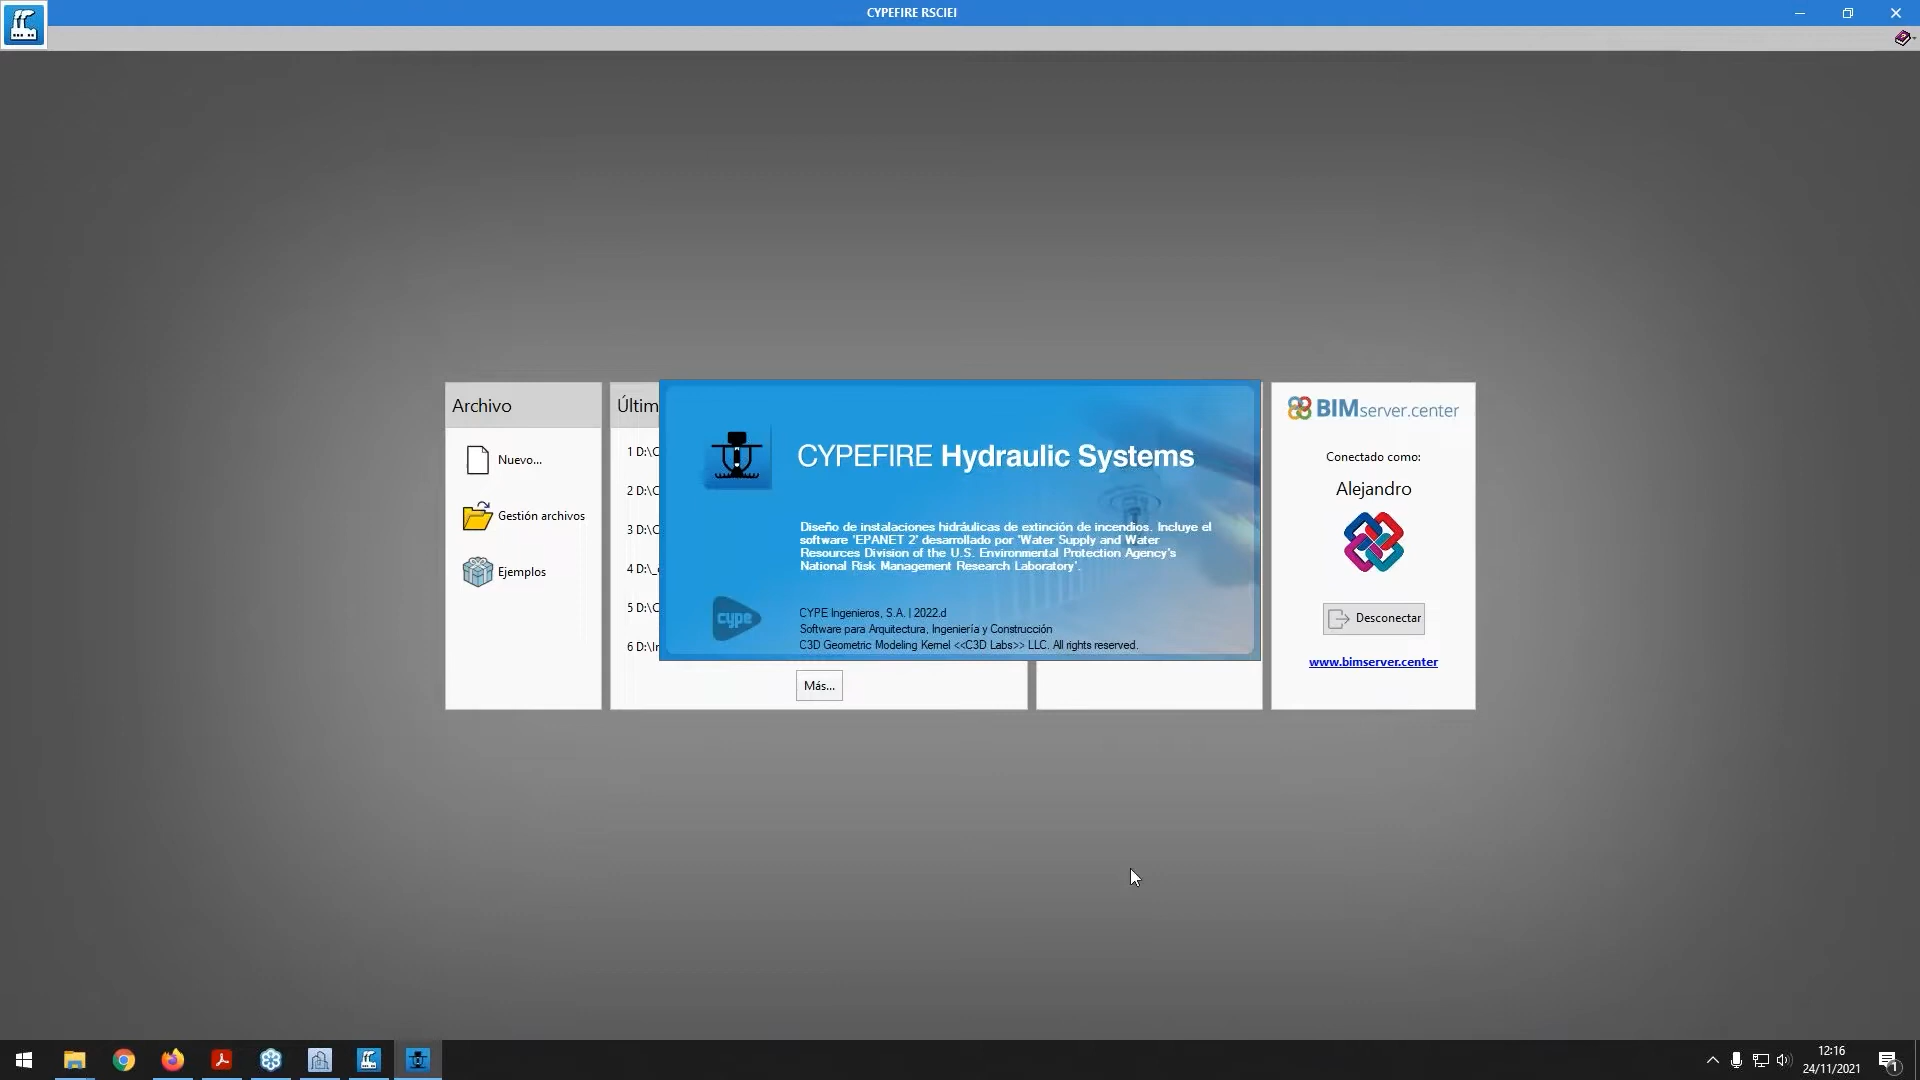 CYPEFIRE RSCIEI
Archivo
Nuevo...
Gestión archivos
Ejemplos
Últim
1 D:\C
2 D:\C
3 D:\C
4 D:\_
5 D:\C
6 D:\Ir
Más...
CYPEFIRE Hydraulic Systems
Diseño de instalaciones hidráulicas de extinción de incendios. Incluye el
software 'EPANET 2' desarrollado por 'Water Supply and Water
Resources Division of the U.S. Environmental Protection Agency's
National Risk Management Research Laboratory'.
cype
CYPE Ingenieros, S.A. | 2022.d
Software para Arquitectura, Ingeniería y Construcción
C3D Geometric Modeling Kernel <<C3D Labs>> LLC. All rights reserved.
BIMserver.center
Conectado como:
Alejandro
Desconectar
www.bimserver.center
12:16
24/11/2021
1